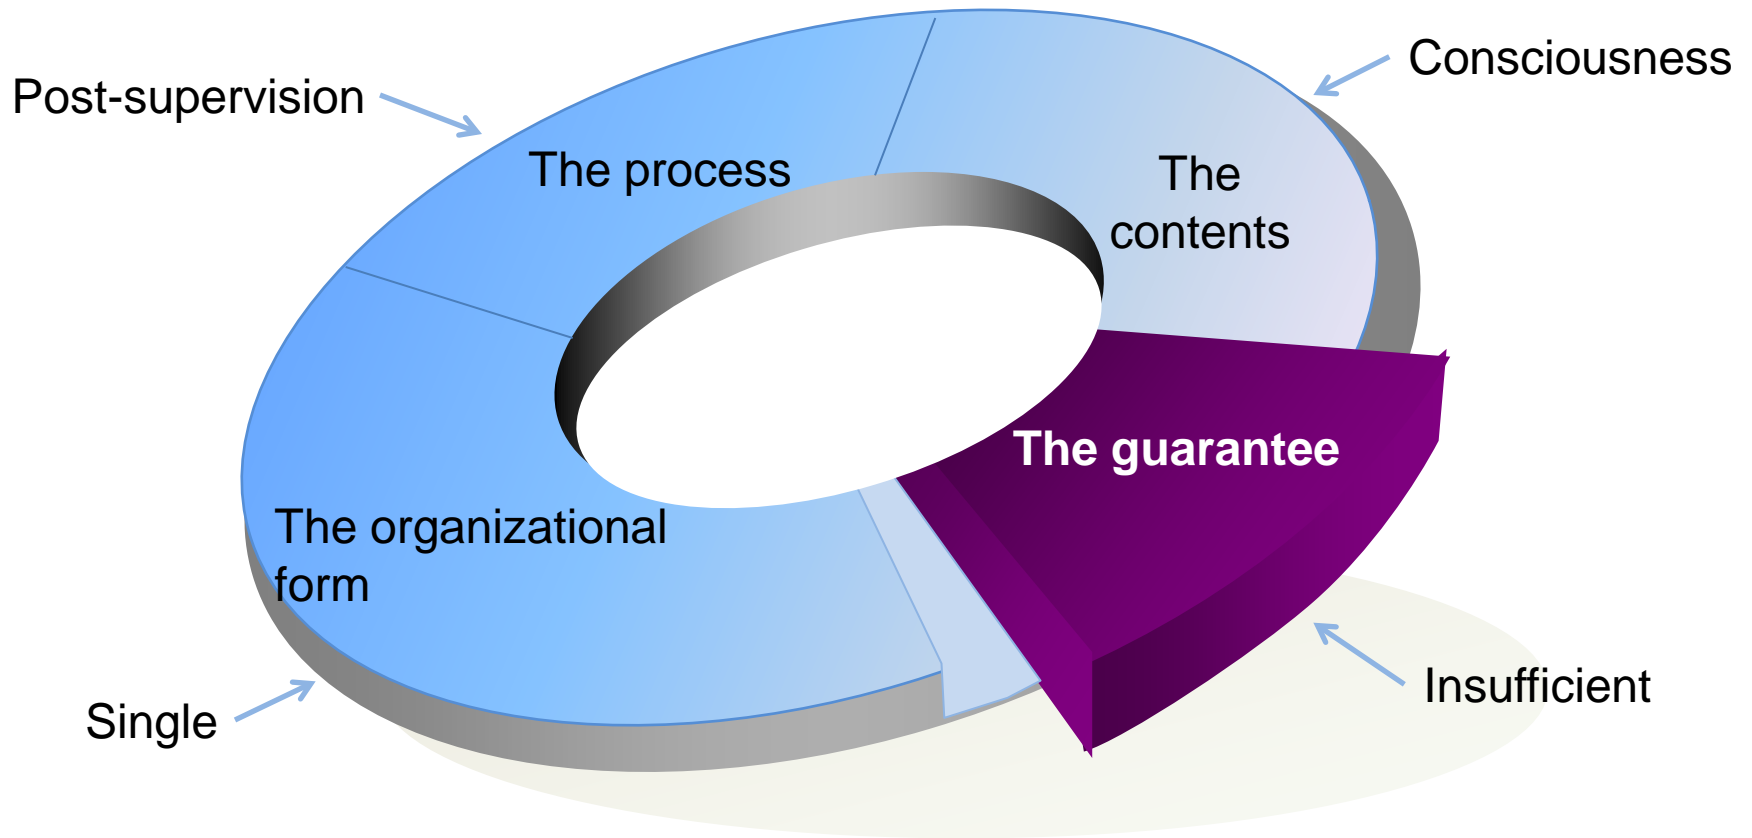 Consciousness
Post-supervision
The process
The
contents
The guarantee
The organizational
form
Insufficient
Single